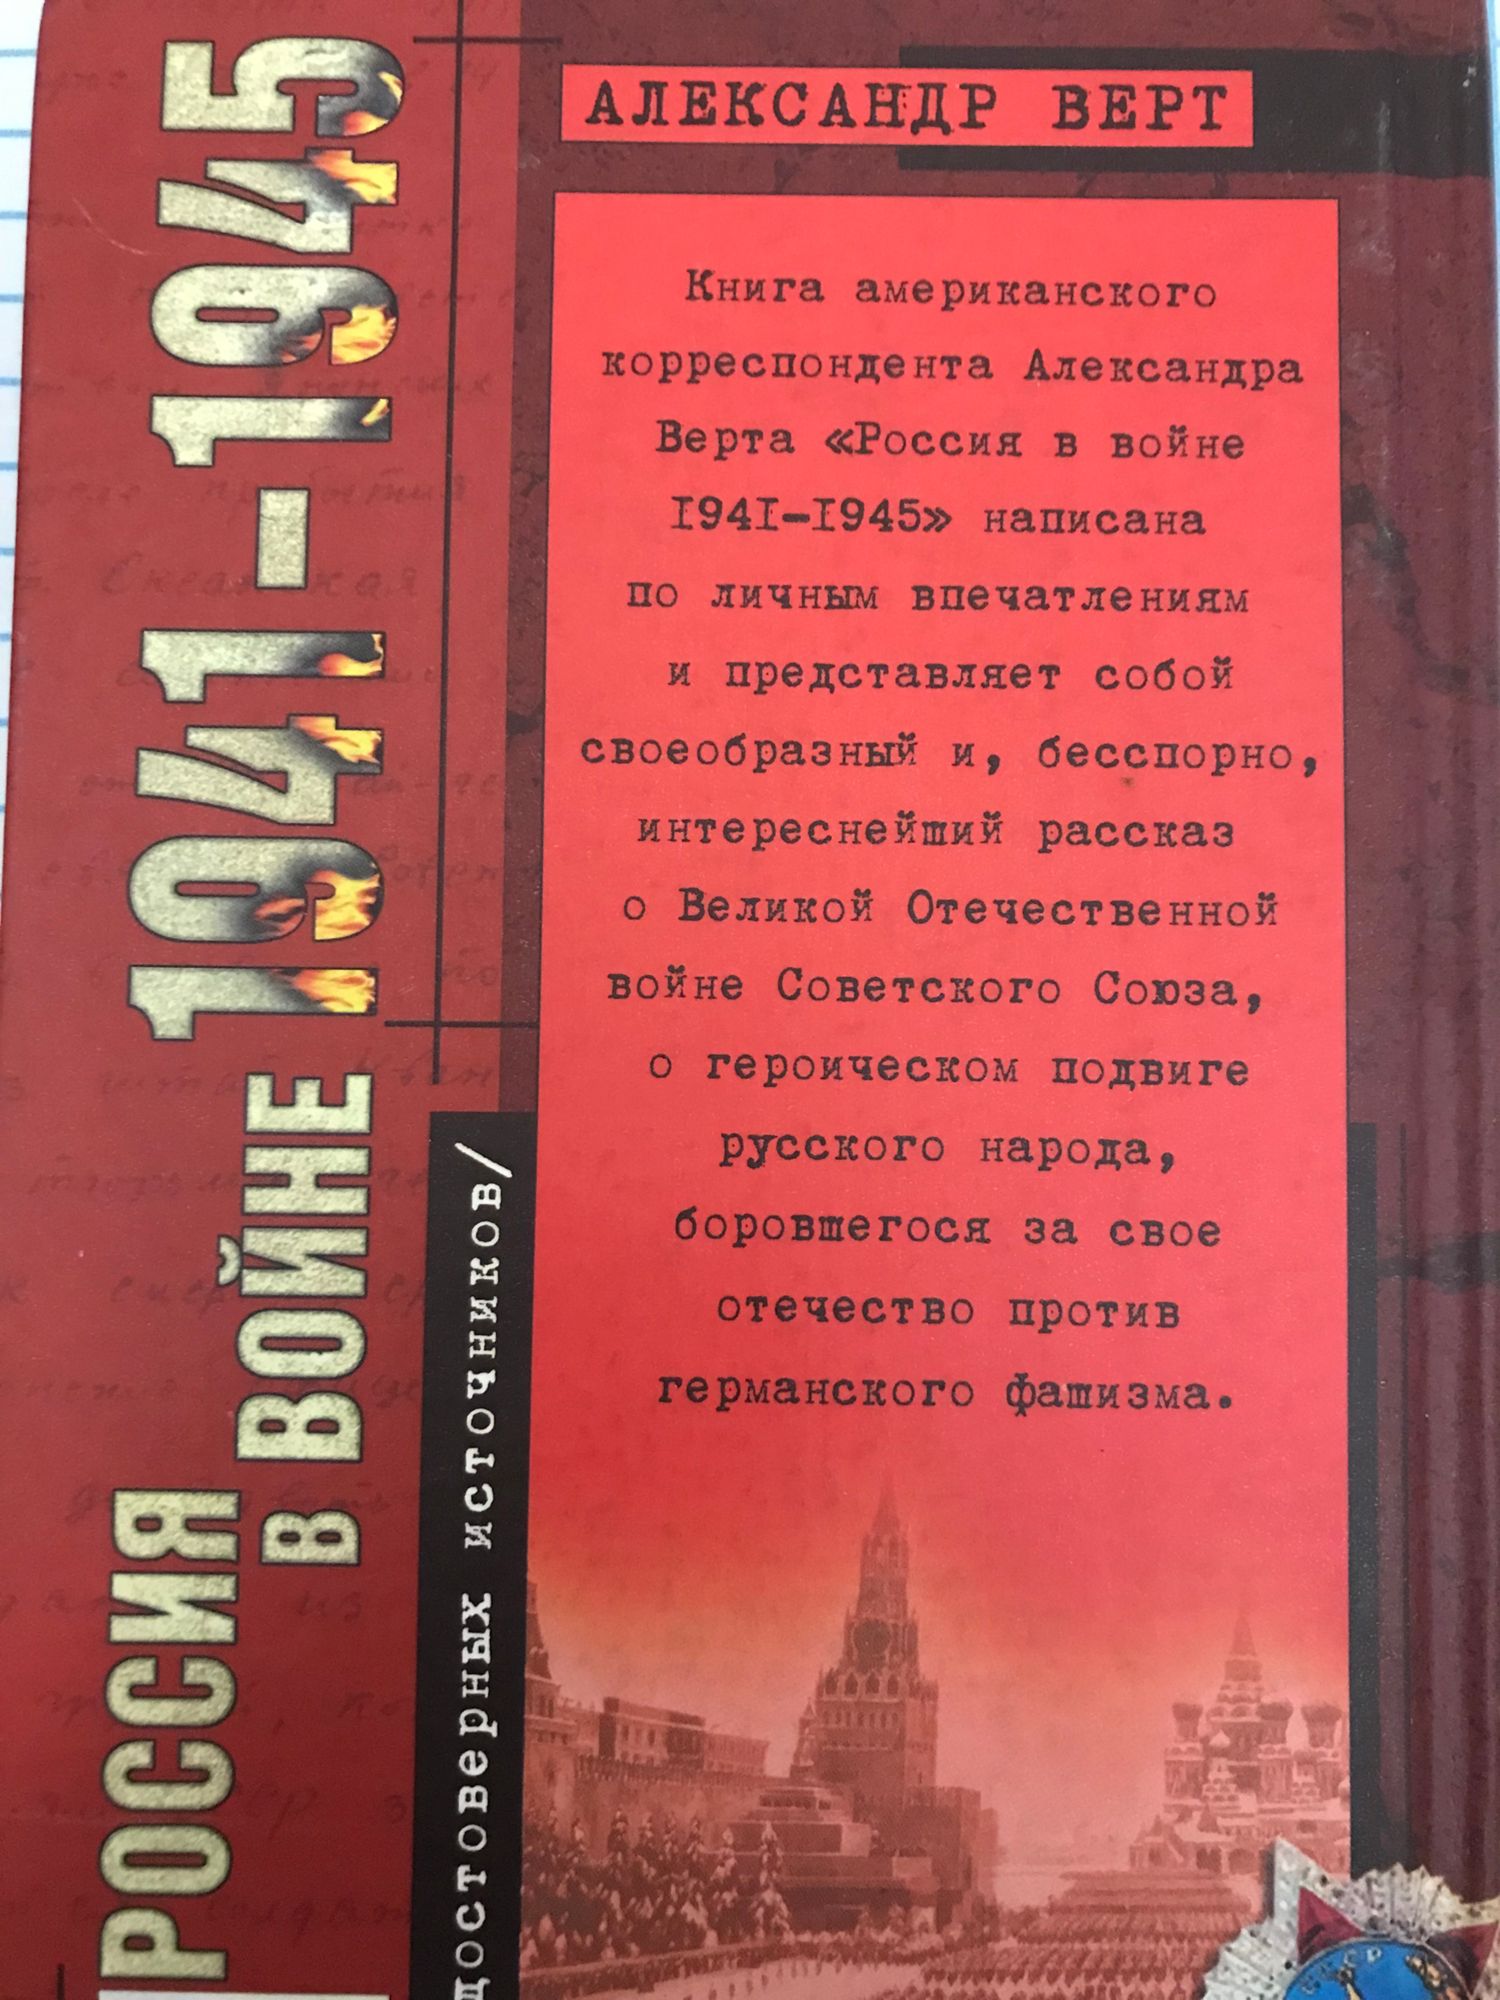 АЛЕКСАНДР ВЕРТ
Книга американского
корреспондента Александра
Верта «Россия в войне
1941–1945» написана
по личным впечатлениям
и представляет собой
своеобразный и, бесспорно,
интереснейший рассказ
о Великой Отечественной
войне Советского Союза,
о героическом подвиге
русского народа,
боровшегося за свое
отечество против
германского фашизма.
РОССИЯ
В ВОЙНЕ 1941-1945
достоверных источников/
СССР